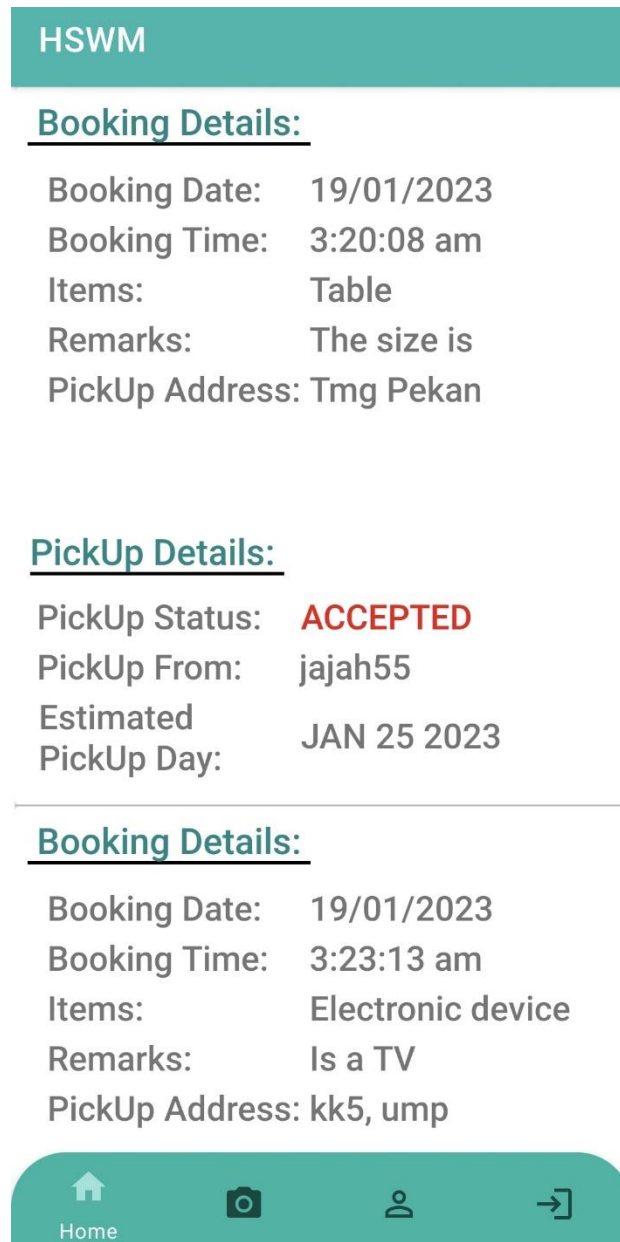 HSWM
Booking Details:
Booking Date: 19/01/2023
Booking Time: 3:20:08 am
Items: Table
Remarks: The size is
PickUp Address: Tmg Pekan
PickUp Details:
PickUp Status: ACCEPTED
PickUp From: jajah55
Estimated
PickUp Day: JAN 25 2023
Booking Details:
Booking Date: 19/01/2023
Booking Time: 3:23:13 am
Items: Electronic device
Remarks: Is a TV
PickUp Address: kk5, ump
Home